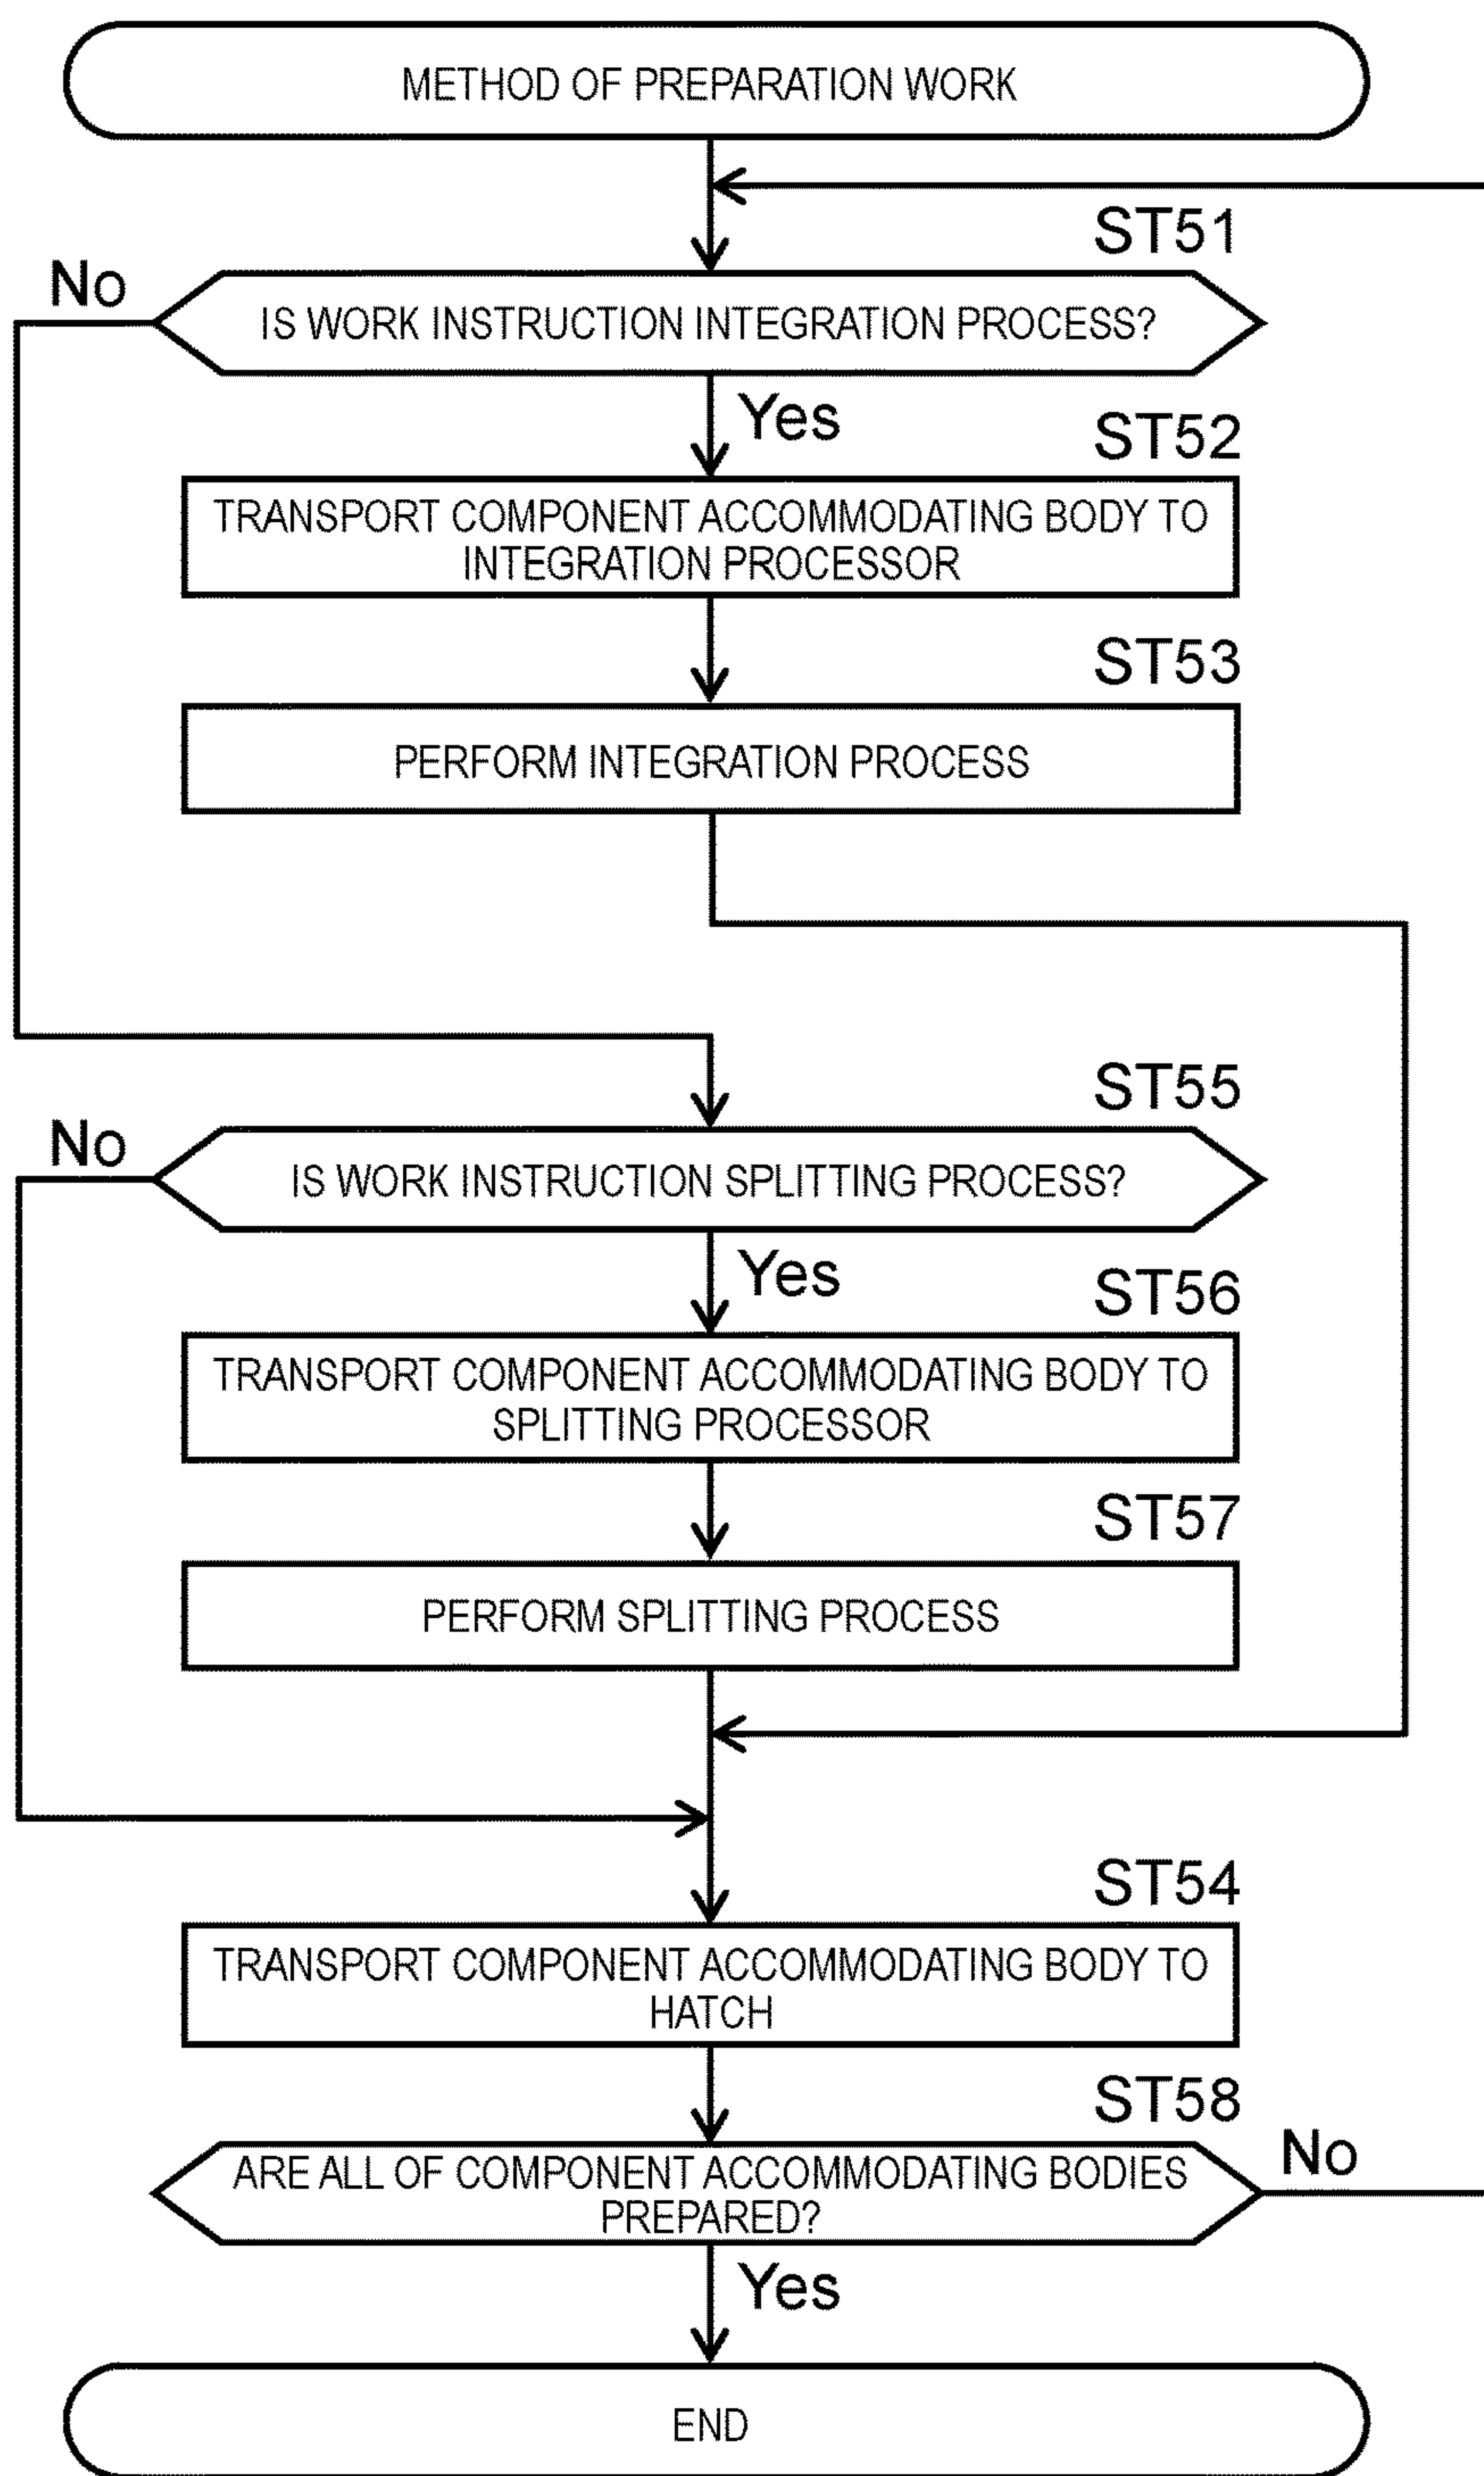 METHOD OF PREPARATION WORK
ST51
No
IS WORK INSTRUCTION INTEGRATION PROCESS?
Yes
ST52
TRANSPORT COMPONENT ACCOMMODATING BODY TO
INTEGRATION PROCESSOR
ST53
PERFORM INTEGRATION PROCESS
ST55
No
IS WORK INSTRUCTION SPLITTING PROCESS?
Yes
ST56
TRANSPORT COMPONENT ACCOMMODATING BODY TO
SPLITTING PROCESSOR
ST57
PERFORM SPLITTING PROCESS
ST54
TRANSPORT COMPONENT ACCOMMODATING BODY TO
HATCH
ST58
ARE ALL OF COMPONENT ACCOMMODATING BODIES
PREPARED?
No
Yes
END